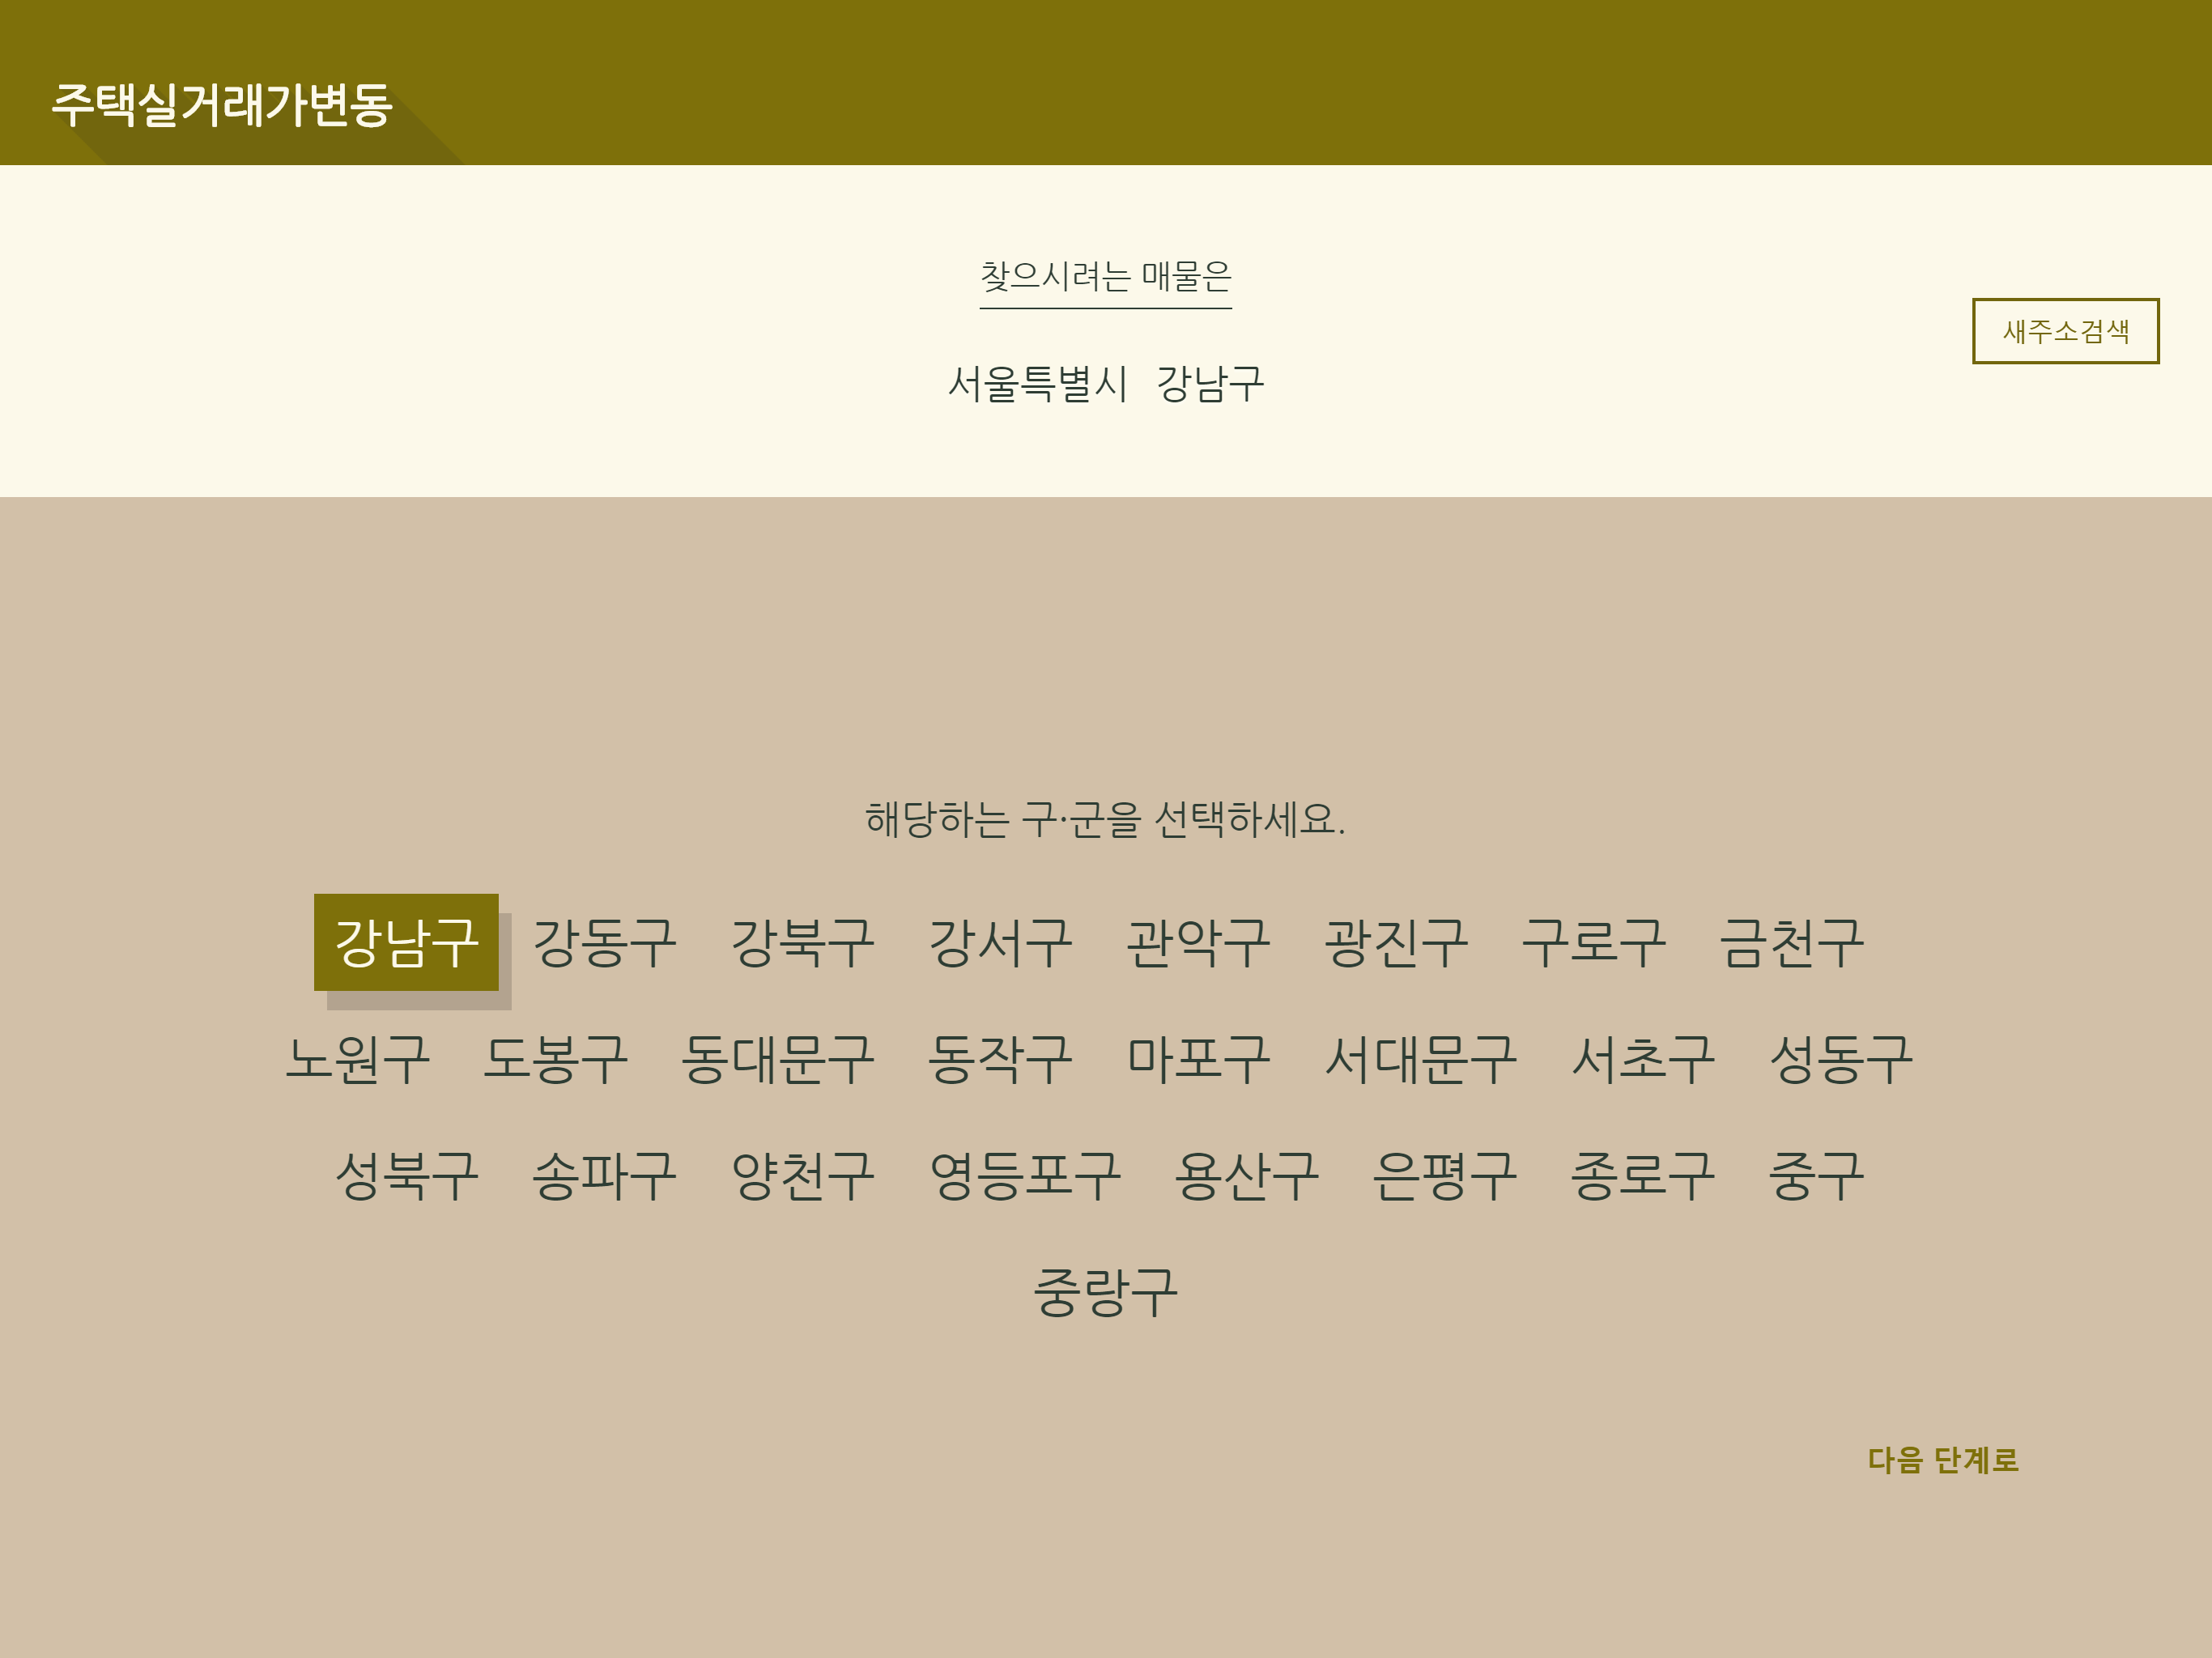 주택실거래가변동
찾으시려는 매물은
새주소검색
서울특별시 강남구
해당하는 구·군을 선택하세요.
강남구 강동구 강북구 강서구 관악구 광진구 구로구 금천구
노원구 도봉구 동대문구 동작구 마포구 서대문구 서초구 성동구
성북구 송파구 양천구 영등포구 용산구 은평구 종로구 중구
중랑구
다음 단계로